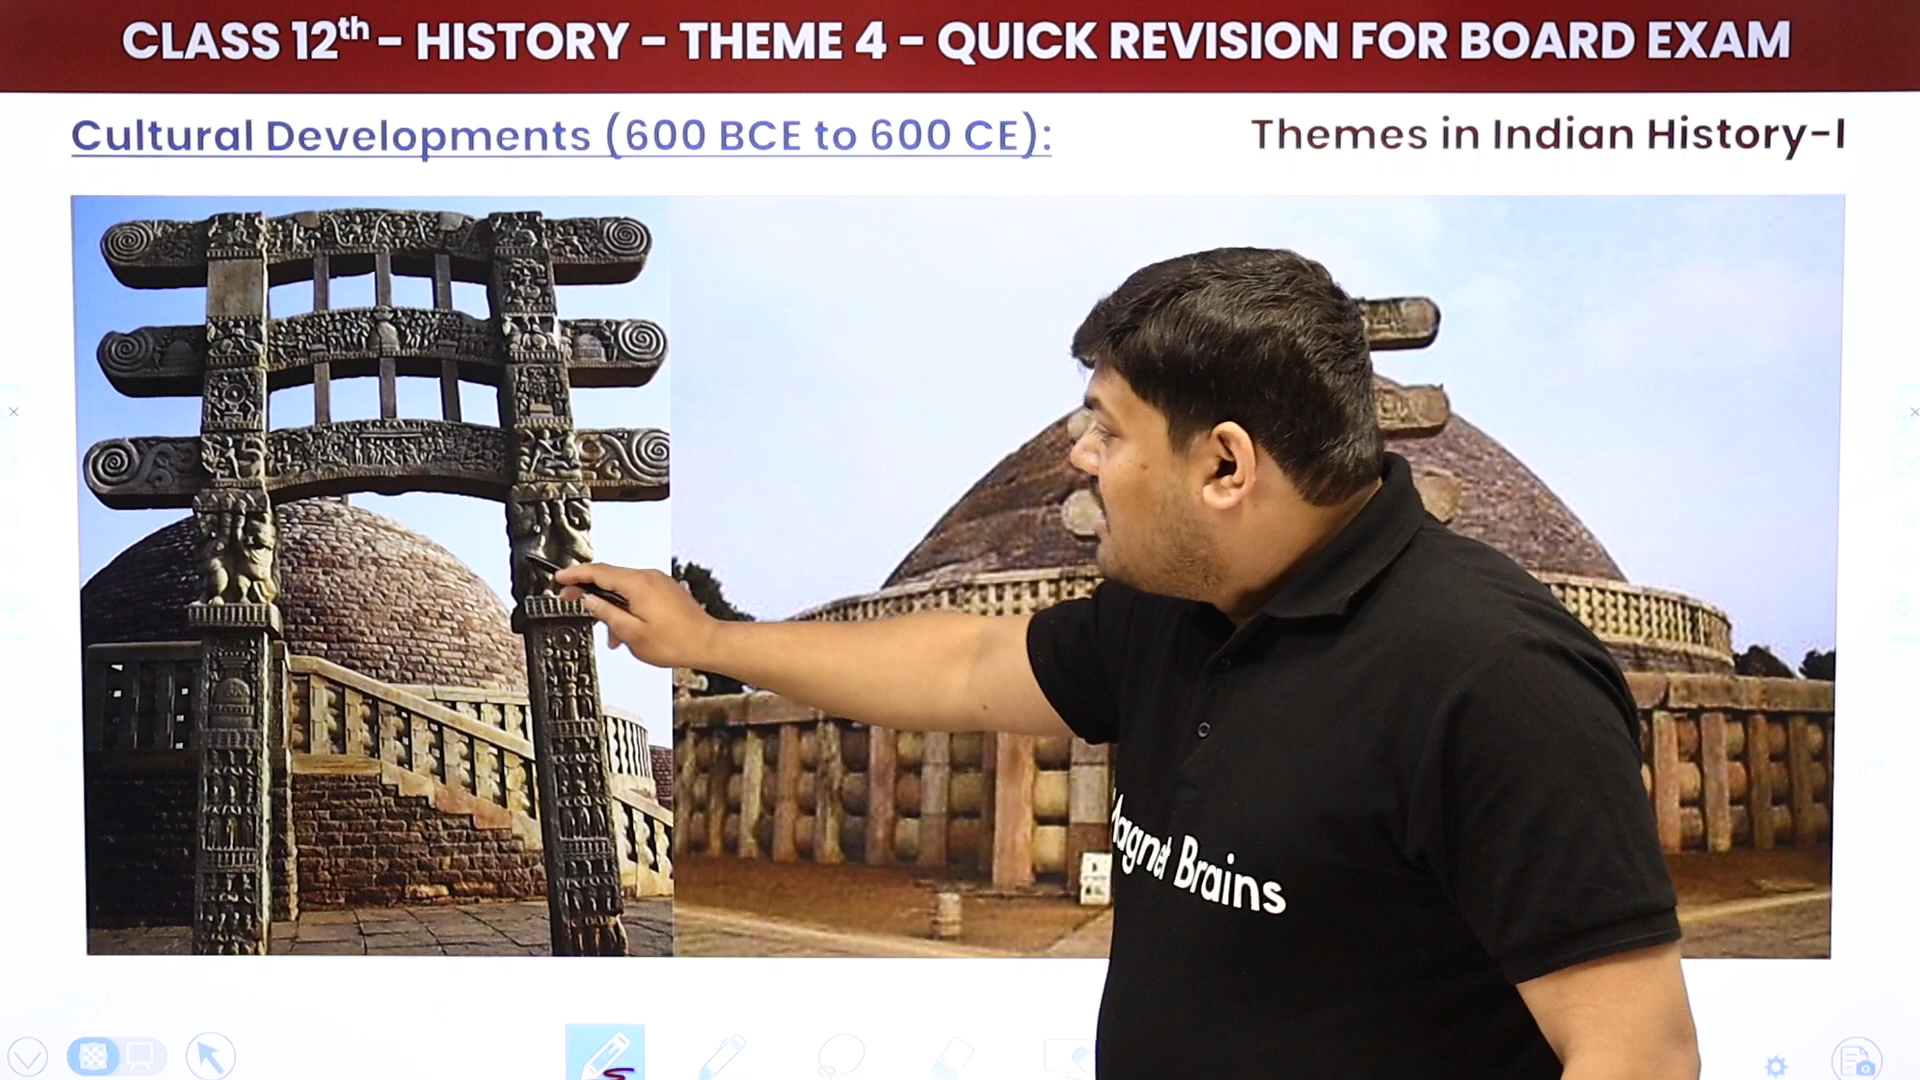 CLASS 12th - HISTORY - THEME 4 - QUICK REVISION FOR BOARD EXAM
Cultural Developments (600 BCE to 600 CE):
Themes in Indian History-I
Magnet Brains